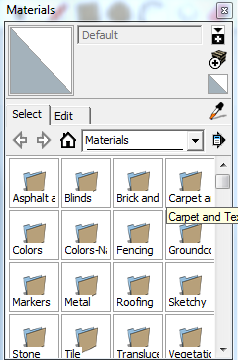 Materials
Default
Select Edit
Materials
Asphalt a Blinds Brick and Carpet a
Carpet and Te
Colors Colors-Na Fencing Groundco
Markers Metal Roofing Sketchy
Stone Tile Transluce Vegetatio